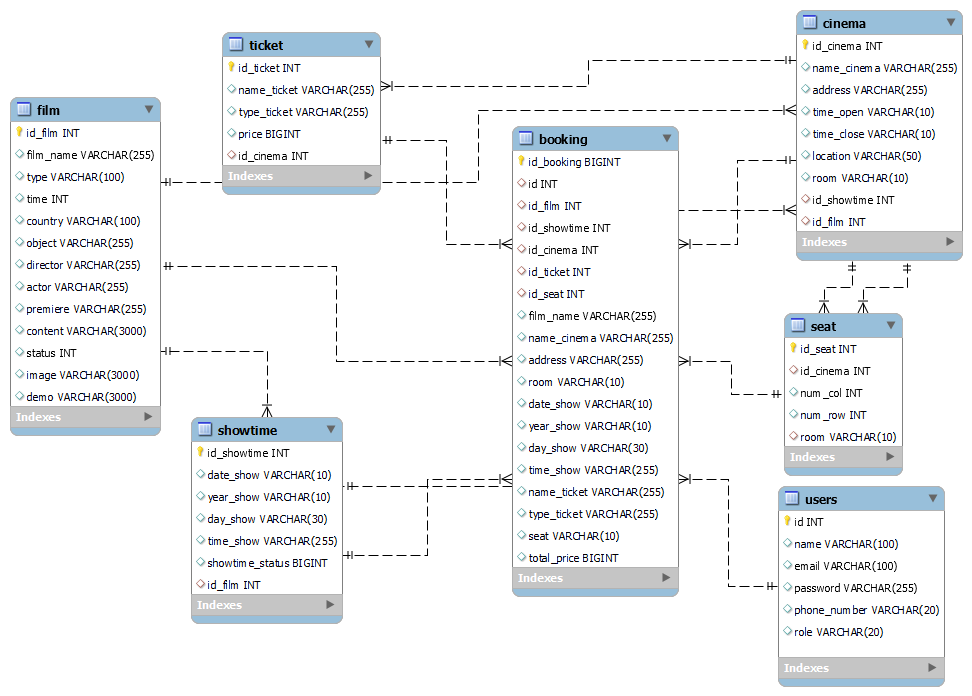 film
id_film INT
film_name VARCHAR(255)
type VARCHAR(100)
time INT
country VARCHAR(100)
object VARCHAR(255)
director VARCHAR(255)
actor VARCHAR(255)
premiere VARCHAR(255)
content VARCHAR(3000)
status INT
image VARCHAR(3000)
demo VARCHAR(3000)
Indexes
ticket
id_ticket INT
name_ticket VARCHAR(255)
type_ticket VARCHAR(255)
price BIGINT
id_cinema INT
Indexes
showtime
id_showtime INT
date_show VARCHAR(10)
year_show VARCHAR(10)
day_show VARCHAR(30)
time_show VARCHAR(255)
showtime_status BIGINT
id_film INT
Indexes
booking
id_booking BIGINT
id INT
id_film INT
id_showtime INT
id_cinema INT
id_ticket INT
id_seat INT
film_name VARCHAR(255)
name_cinema VARCHAR(255)
address VARCHAR(255)
room VARCHAR(10)
date_show VARCHAR(10)
year_show VARCHAR(10)
day_show VARCHAR(30)
time_show VARCHAR(255)
name_ticket VARCHAR(255)
type_ticket VARCHAR(255)
seat VARCHAR(10)
total_price BIGINT
Indexes
cinema
id_cinema INT
name_cinema VARCHAR(255)
address VARCHAR(255)
time_open VARCHAR(10)
time_close VARCHAR(10)
location VARCHAR(50)
room VARCHAR(10)
id_showtime INT
id_film INT
Indexes
seat
id_seat INT
id_cinema INT
num_col INT
num_row INT
room VARCHAR(10)
Indexes
users
id INT
name VARCHAR(100)
email VARCHAR(100)
password VARCHAR(255)
phone_number VARCHAR(20)
role VARCHAR(20)
Indexes